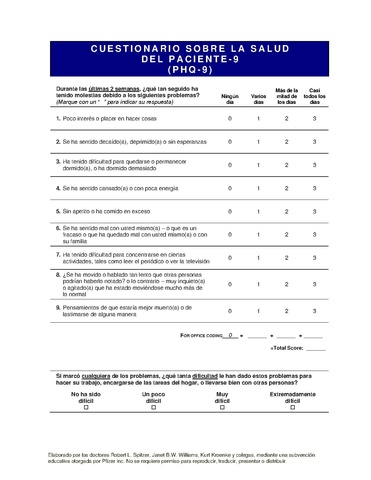 CUESTIONARIO SOBRE LA SALUD
DEL PACIENTE-9
(PHQ-9)
Durante las últimas 2 semanas, ¿qué tan seguido ha
tenido molestias debido a los siguientes problemas?
(Marque con un “ ” para indicar su respuesta)
Ningún
día
Varios
días
Más de la
mitad de
los días
Casi
todos los
días
1. Poco interés o placer en hacer cosas 0 1 2 3
2. Se ha sentido decaído(a), deprimido(a) o sin esperanzas 0 1 2 3
3. Ha tenido dificultad para quedarse o permanecer
dormido(a), o ha dormido demasiado 0 1 2 3
4. Se ha sentido cansado(a) o con poca energía 0 1 2 3
5. Sin apetito o ha comido en exceso 0 1 2 3
6. Se ha sentido mal con usted mismo(a) – o que es un
fracaso o que ha quedado mal con usted mismo(a) o con
su familia 0 1 2 3
7. Ha tenido dificultad para concentrarse en ciertas
actividades, tales como leer el periódico o ver la televisión 0 1 2 3
8. ¿Se ha movido o hablado tan lento que otras personas
podrían haberlo notado? o lo contrario – muy inquieto(a)
o agitado(a) que ha estado moviéndose mucho más de
lo normal 0 1 2 3
9. Pensamientos de que estaría mejor muerto(a) o de
lastimarse de alguna manera 0 1 2 3
FOR OFFICE CODING 0 + ______ + ______ + ______
=Total Score: ______
Si marcó cualquiera de los problemas, ¿qué tanta dificultad le han dado estos problemas para
hacer su trabajo, encargarse de las tareas del hogar, o llevarse bien con otras personas?
No ha sido
difícil
☐
Un poco
difícil
☐
Muy
difícil
☐
Extremadamente
difícil
☐
Elaborado por los doctores Robert L. Spitzer, Janet B.W. Williams, Kurt Kroenke y colegas, mediante una subvención
educativa otorgada por Pfizer Inc. No se requiere permiso para reproducir, traducir, presentar o distribuir.